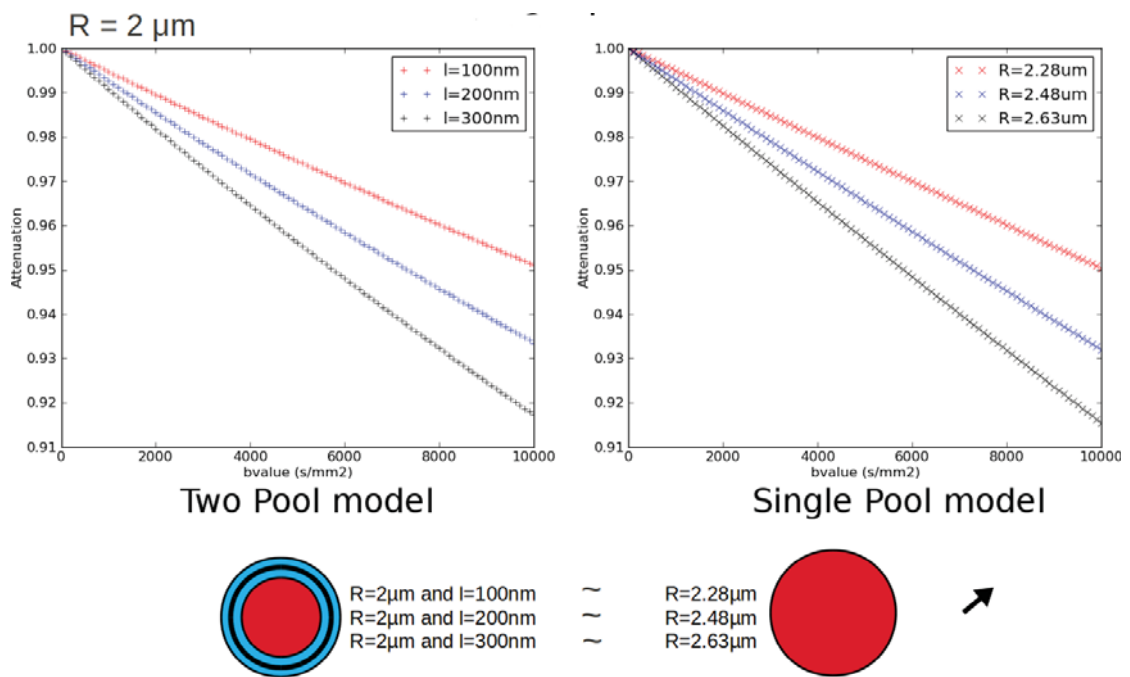 R = 2 µm
1.00
0.99
0.98
0.97
0.96
0.95
0.94
0.93
0.92
0.91
Attenuation
l=100nm
l=200nm
l=300nm
0 2000 4000 6000 8000 10000
bvalue (s/mm2)
Two Pool model
1.00
0.99
0.98
0.97
0.96
0.95
0.94
0.93
0.92
0.91
Attenuation
R=2.28um
R=2.48um
R=2.63um
0 2000 4000 6000 8000 10000
bvalue (s/mm2)
Single Pool model
R=2µm and l=100nm ~ R=2.28µm
R=2µm and l=200nm ~ R=2.48µm
R=2µm and l=300nm ~ R=2.63µm